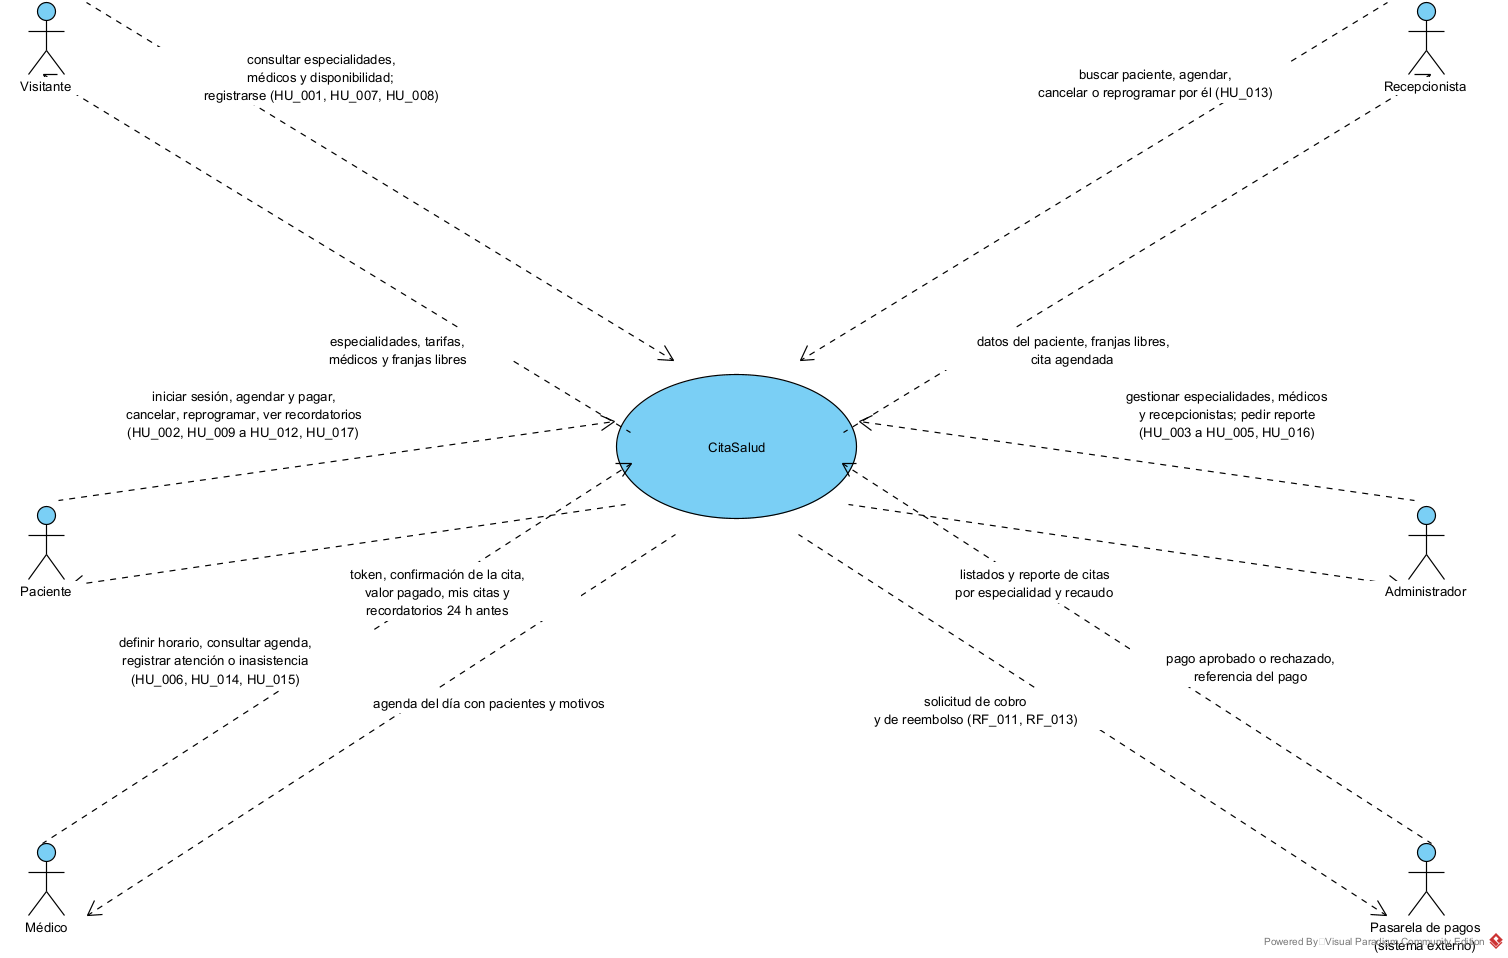 Visitante
consultar especialidades,
médicos y disponibilidad;
registrarse (HU_001, HU_007, HU_008)
buscar paciente, agendar,
cancelar o reprogramar por él (HU_013)
Recepcionista
especialidades, tarifas,
médicos y franjas libres
datos del paciente, franjas libres,
cita agendada
iniciar sesión, agendar y pagar,
cancelar, reprogramar, ver recordatorios
(HU_002, HU_009 a HU_012, HU_017)
gestionar especialidades, médicos
y recepcionistas; pedir reporte
(HU_003 a HU_005, HU_016)
CitaSalud
Paciente
token, confirmación de la cita,
valor pagado, mis citas y
recordatorios 24 h antes
listados y reporte de citas
por especialidad y recaudo
Administrador
definir horario, consultar agenda,
registrar atención o inasistencia
(HU_006, HU_014, HU_015)
agenda del día con pacientes y motivos
pago aprobado o rechazado,
referencia del pago
solicitud de cobro
y de reembolso (RF_011, RF_013)
Médico
Pasarela de pagos
(sistema externo)
Powered By Visual Paradigm Community Edition